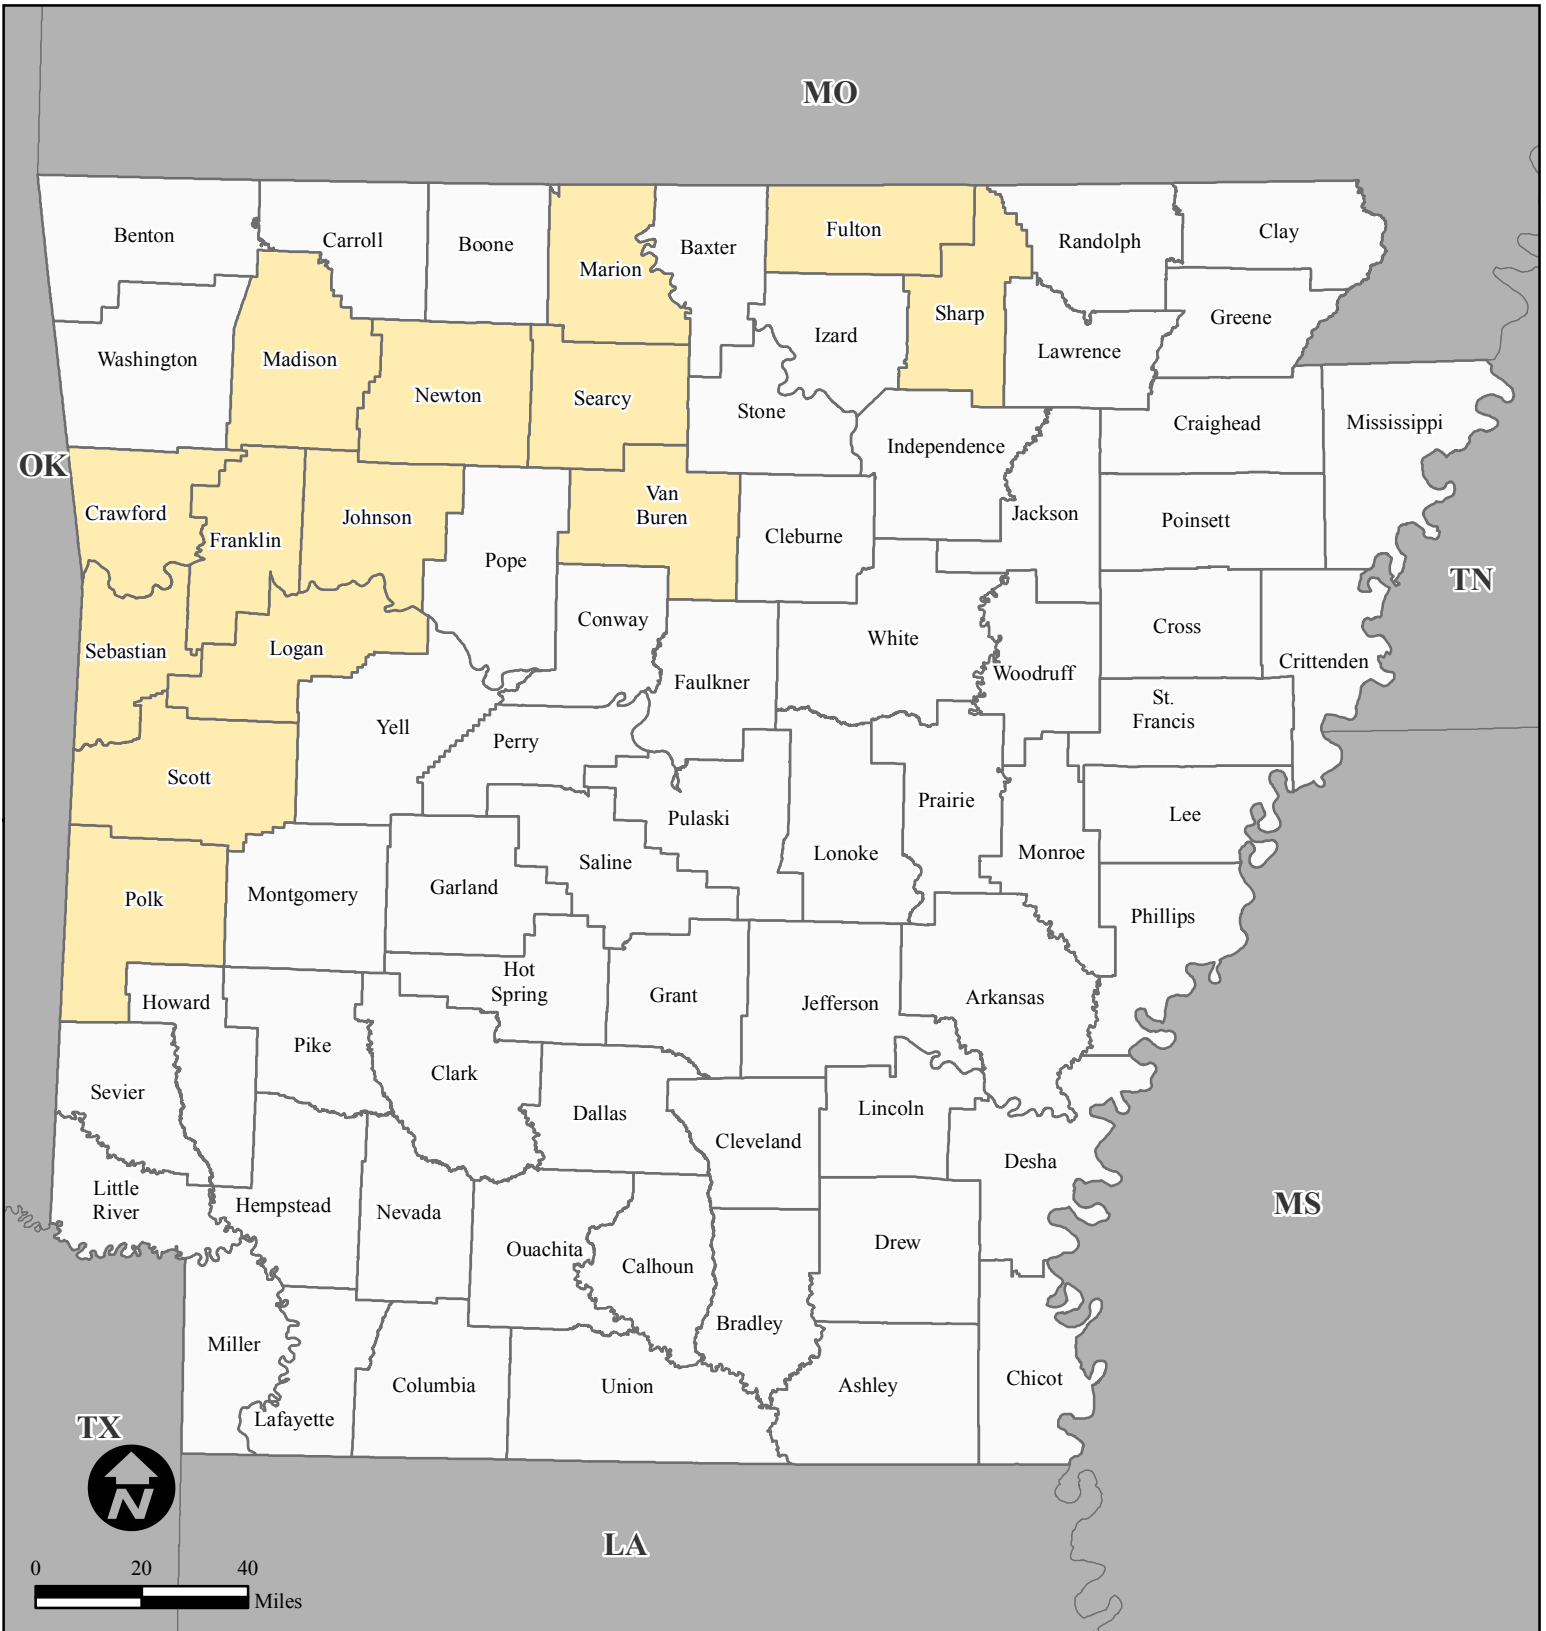 MO
Benton
Carroll
Boone
Marion
Baxter
Fulton
Sharp
Randolph
Clay
Washington
Madison
Newton
Searcy
Stone
Izard
Lawrence
Greene
Independence
Craighead
Mississippi
OK
Crawford
Franklin
Johnson
Pope
Van
Buren
Cleburne
Jackson
Poinsett
TN
Sebastian
Logan
Conway
Faulkner
White
Woodruff
Cross
Crittenden
St.
Francis
Scott
Yell
Perry
Pulaski
Lonoke
Prairie
Monroe
Lee
Polk
Montgomery
Garland
Saline
Phillips
Howard
Pike
Hot
Spring
Grant
Jefferson
Arkansas
Sevier
Clark
Dallas
Cleveland
Lincoln
Desha
Little
River
Hempstead
Nevada
Ouachita
Calhoun
Bradley
Drew
MS
Miller
Lafayette
Columbia
Union
Ashley
Chicot
TX
N
LA
0 20 40
Miles